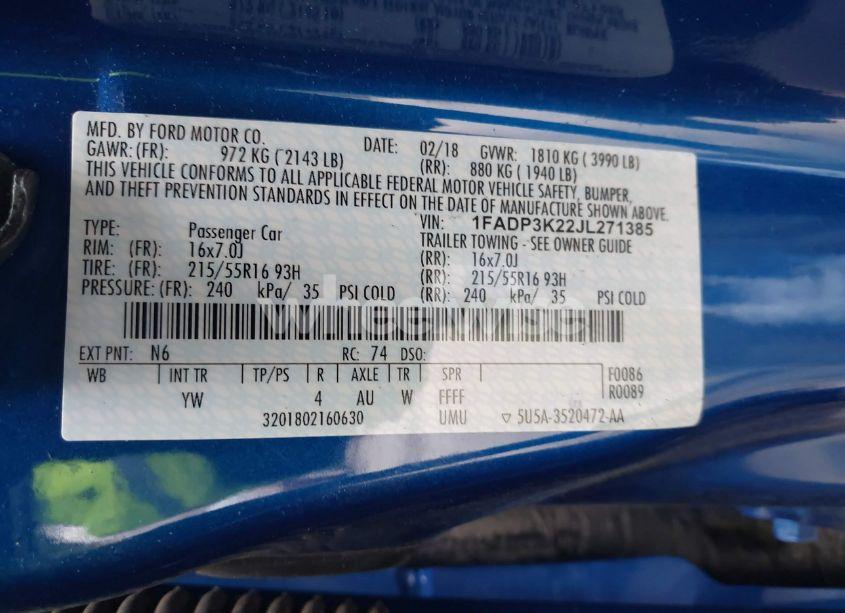 MFD. BY FORD MOTOR CO. DATE: 02/18 GVWR: 1810 KG ( 3990 LB)
GAWR: (FR): 972 KG ( 2143 LB) (RR): 880 KG ( 1940 LB)
THIS VEHICLE CONFORMS TO ALL APPLICABLE FEDERAL MOTOR VEHICLE SAFETY, BUMPER,
AND THEFT PREVENTION STANDARDS IN EFFECT ON THE DATE OF MANUFACTURE SHOWN ABOVE.
VIN: 1FADP3K22JL271385
TYPE: Passenger Car TRAILER TOWING - SEE OWNER GUIDE
RIM: (FR): 16x7.0J (RR): 16x7.0J
TIRE: (FR): 215/55R16 93H (RR): 215/55R16 93H
PRESSURE: (FR): 240 kPa/ 35 PSI COLD (RR): 240 kPa/ 35 PSI COLD
EXT PNT: N6 RC: 74 DSO:
WB INT TR TP/PS R AXLE TR SPR F0086
YW 4 AU W FFFF R0089
3201802160630 UMU ▽ 5U5A-3520472-AA